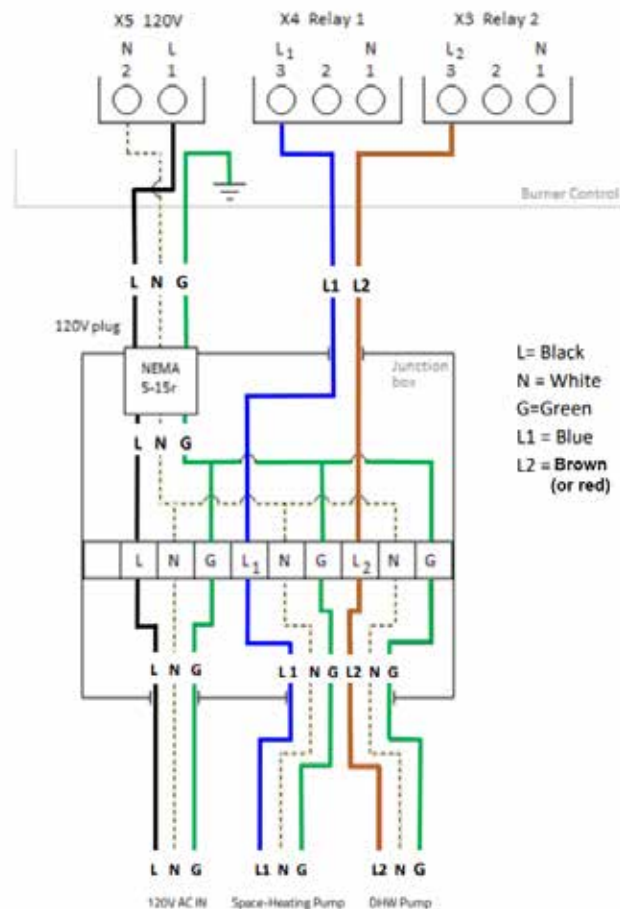 X5 120V
X4 Relay 1
X3 Relay 2
N L
2 1
L1 N
3 2 1
L2 N
3 2 1
Burner Control
L N G
L1 L2
120V plug
NEMA
5-15r
Junction
box
L= Black
N = White
G=Green
L1 = Blue
L2 = Brown
(or red)
L N G
L N G L1 N G L2 N G
L N G L1 N G L2 N G
L N G L1 N G L2 N G
120V AC IN Space-Heating Pump DHW Pump